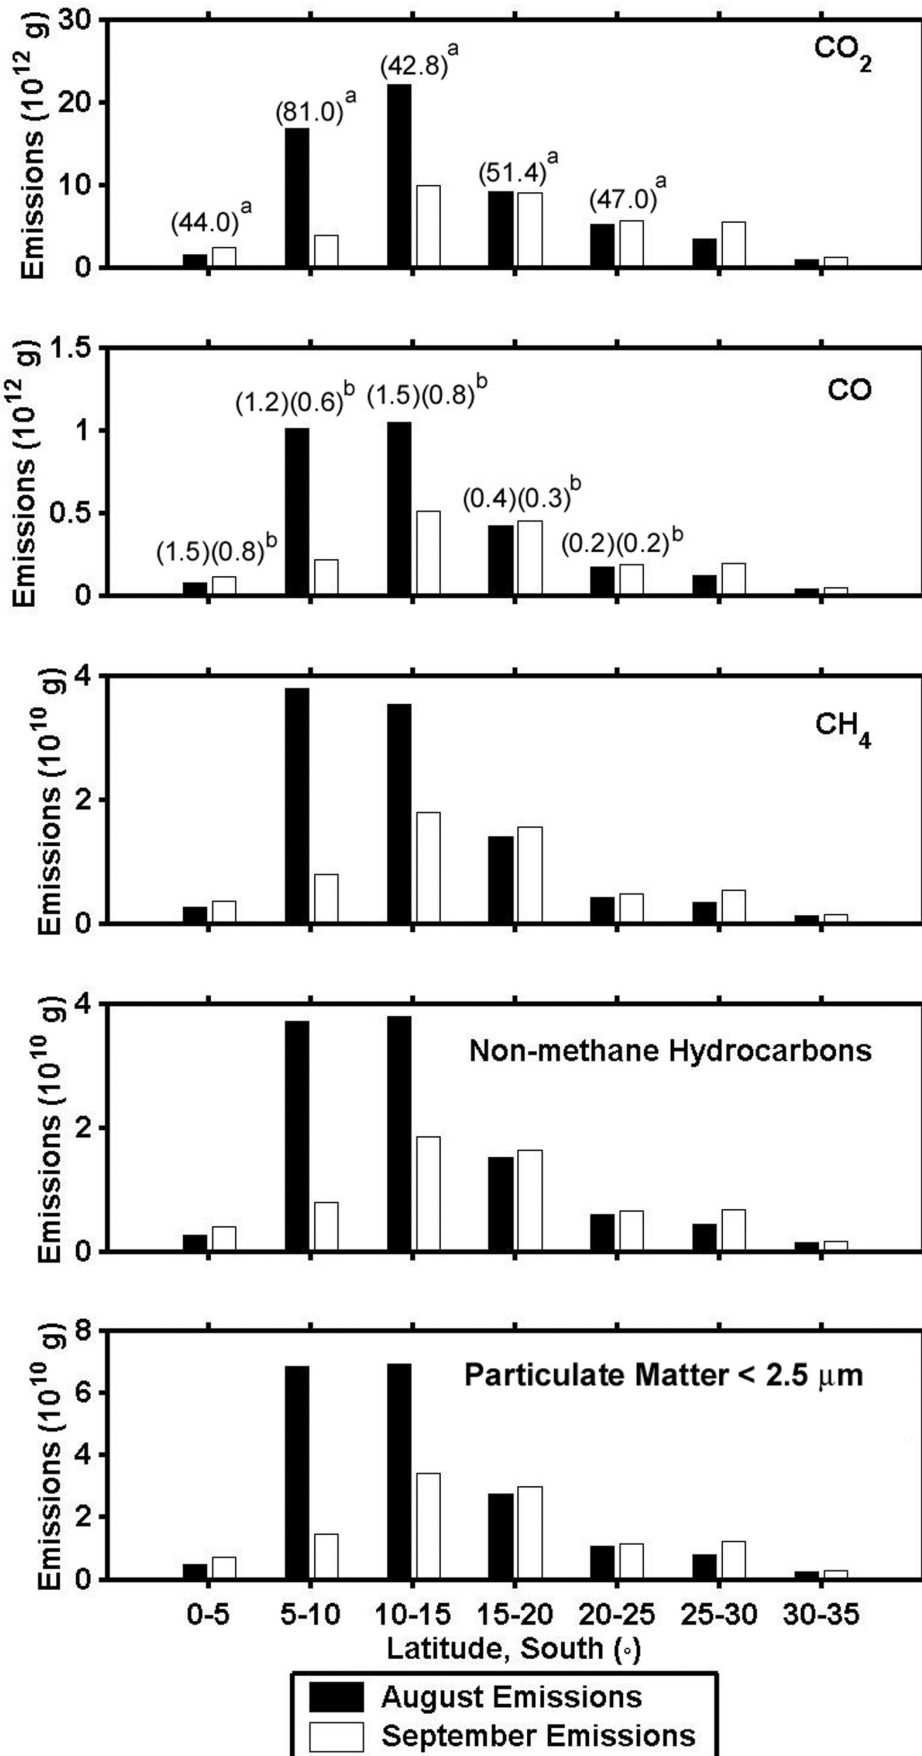 Emissions (10¹² g)
30
20
10
0
CO₂
(44.0)ᵃ
(81.0)ᵃ
(42.8)ᵃ
(51.4)ᵃ
(47.0)ᵃ
Emissions (10¹² g)
1.5
1
0.5
0
CO
(1.5)(0.8)ᵇ
(1.2)(0.6)ᵇ
(1.5)(0.8)ᵇ
(0.4)(0.3)ᵇ
(0.2)(0.2)ᵇ
Emissions (10¹⁰ g)
4
2
0
CH₄
Emissions (10¹⁰ g)
4
2
0
Non-methane Hydrocarbons
Emissions (10¹⁰ g)
8
6
4
2
0
Particulate Matter < 2.5 μm
0-5 5-10 10-15 15-20 20-25 25-30 30-35
Latitude, South (◦)
August Emissions
September Emissions